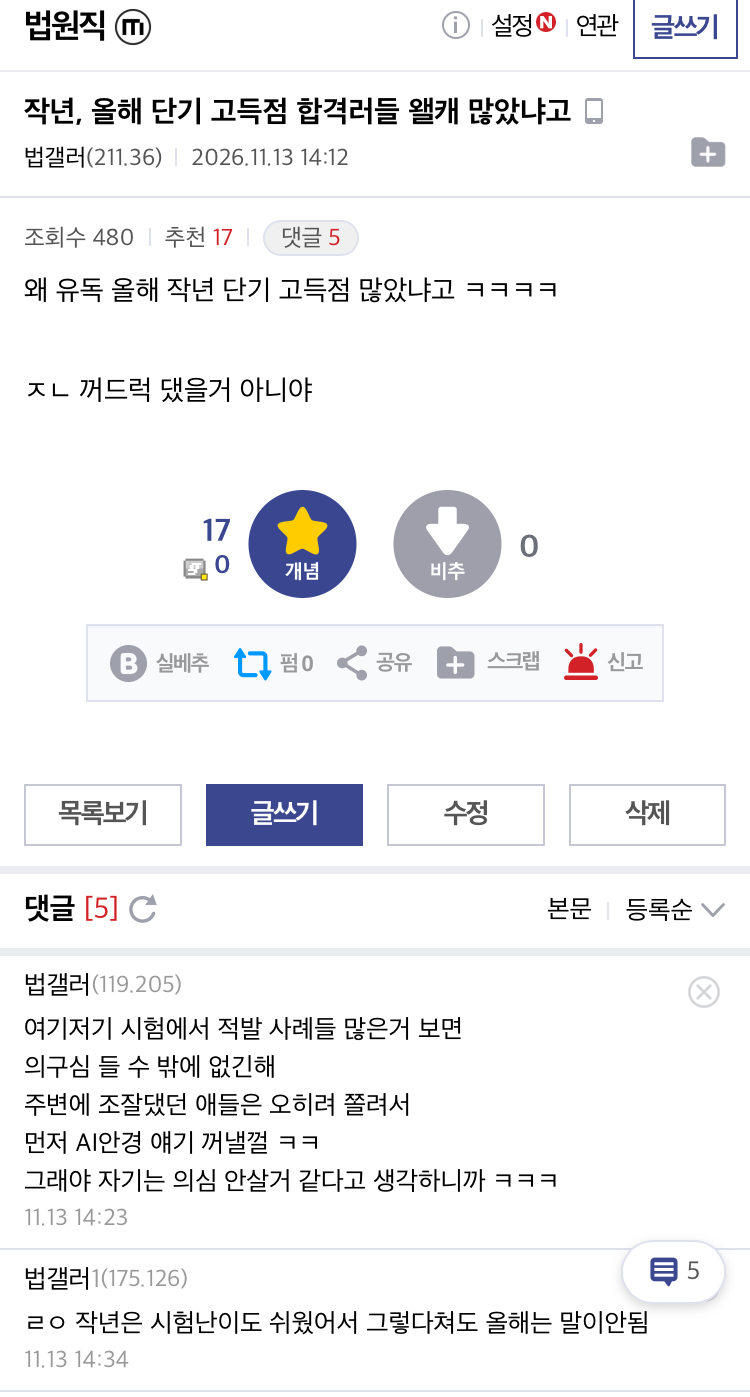 법원직 ⓜ
설정 N 연관 글쓰기
작년, 올해 단기 고득점 합격러들 왤캐 많았냐고
법갤러(211.36) 2026.11.13 14:12
조회수 480 추천 17 댓글 5
왜 유독 올해 작년 단기 고득점 많았냐고 ㅋㅋㅋㅋ
ㅈㄴ 꺼드럭 댔을거 아니야
17
0
개념
비추
0
B 실베추 펌 0 공유 스크랩 신고
목록보기 글쓰기 수정 삭제
댓글 [5] 본문 등록순
법갤러(119.205)
여기저기 시험에서 적발 사례들 많은거 보면
의구심 들 수 밖에 없긴해
주변에 조잘댔던 애들은 오히려 쫄려서
먼저 AI안경 얘기 꺼낼껄 ㅋㅋ
그래야 자기는 의심 안살거 같다고 생각하니까 ㅋㅋㅋ
11.13 14:23
법갤러1(175.126)
5
ㄹㅇ 작년은 시험난이도 쉬웠어서 그렇다쳐도 올해는 말이안됨
11.13 14:34